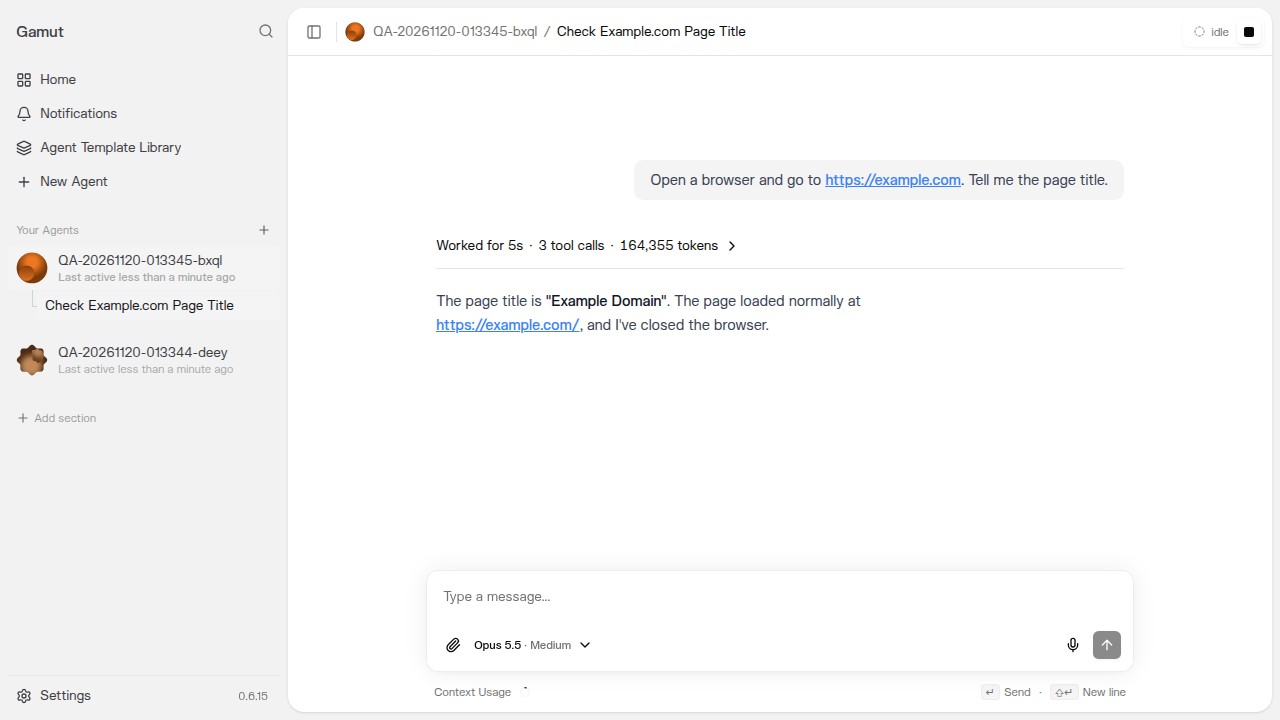 Gamut
Home
Notifications
Agent Template Library
New Agent
Your Agents
QA-20261120-013345-bxql
Last active less than a minute ago
Check Example.com Page Title
QA-20261120-013344-deey
Last active less than a minute ago
Add section
Settings
0.6.15
QA-20261120-013345-bxql / Check Example.com Page Title
idle
Open a browser and go to https://example.com. Tell me the page title.
Worked for 5s · 3 tool calls · 164,355 tokens
The page title is "Example Domain". The page loaded normally at
https://example.com/, and I've closed the browser.
Type a message...
Opus 5.5 · Medium
Context Usage
Send · New line